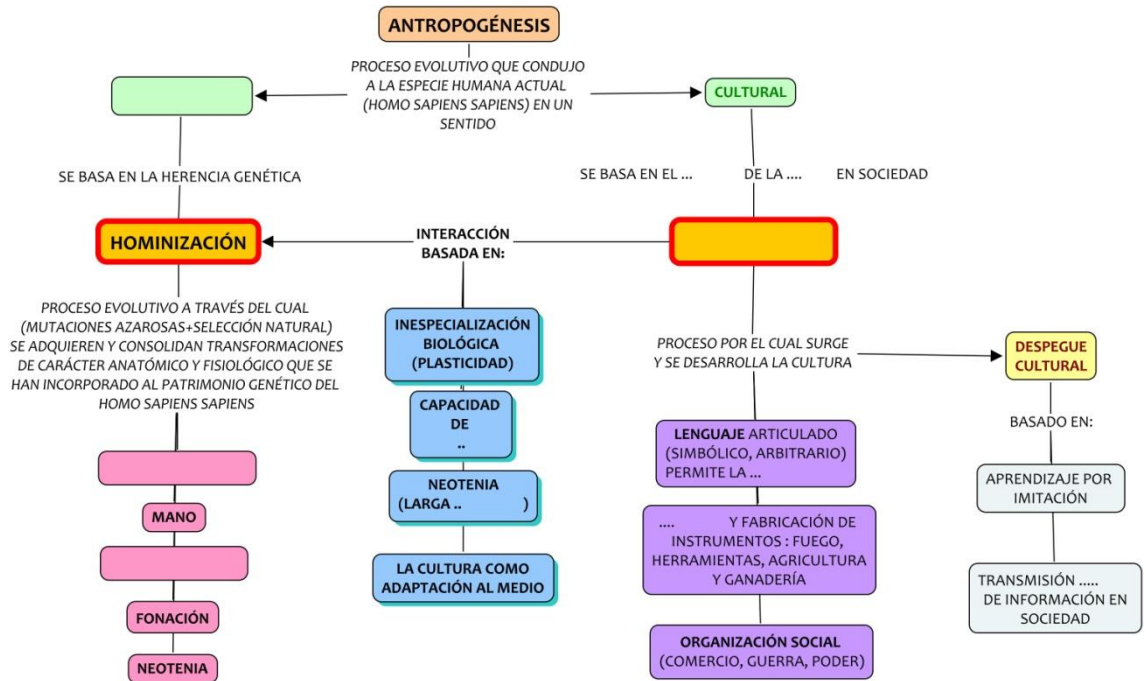 ANTROPOGÉNESIS
PROCESO EVOLUTIVO QUE CONDUJO
A LA ESPECIE HUMANA ACTUAL
(HOMO SAPIENS SAPIENS) EN UN
SENTIDO
CULTURAL
SE BASA EN LA HERENCIA GENÉTICA
SE BASA EN EL ... DE LA .... EN SOCIEDAD
HOMINIZACIÓN
INTERACCIÓN
BASADA EN:
PROCESO EVOLUTIVO A TRAVÉS DEL CUAL
(MUTACIONES AZAROSAS+SELECCIÓN NATURAL)
SE ADQUIEREN Y CONSOLIDAN TRANSFORMACIONES
DE CARÁCTER ANATÓMICO Y FISIOLÓGICO QUE SE
HAN INCORPORADO AL PATRIMONIO GENÉTICO DEL
HOMO SAPIENS SAPIENS
MANO
FONACIÓN
NEOTENIA
INESPECIALIZACIÓN
BIOLÓGICA
(PLASTICIDAD)
CAPACIDAD
DE
..
NEOTENIA
(LARGA .. )
LA CULTURA COMO
ADAPTACIÓN AL MEDIO
PROCESO POR EL CUAL SURGE
Y SE DESARROLLA LA CULTURA
LENGUAJE ARTICULADO
(SIMBÓLICO, ARBITRARIO)
PERMITE LA ...
.... Y FABRICACIÓN DE
INSTRUMENTOS : FUEGO,
HERRAMIENTAS, AGRICULTURA
Y GANADERÍA
ORGANIZACIÓN SOCIAL
(COMERCIO, GUERRA, PODER)
DESPEGUE
CULTURAL
BASADO EN:
APRENDIZAJE POR
IMITACIÓN
TRANSMISIÓN .....
DE INFORMACIÓN EN
SOCIEDAD